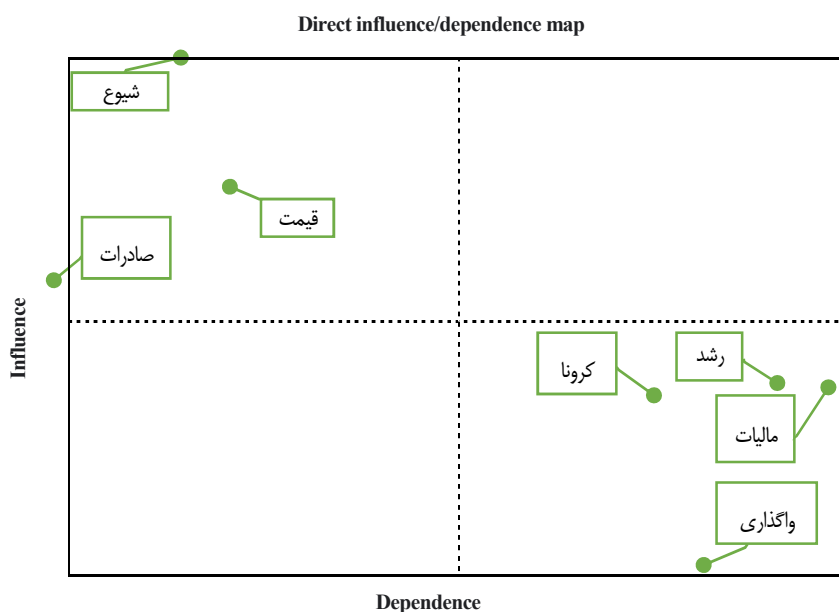 Direct influence/dependence map
شیوع
قیمت
صادرات
Influence
کرونا
رشد
مالیات
واگذاری
Dependence